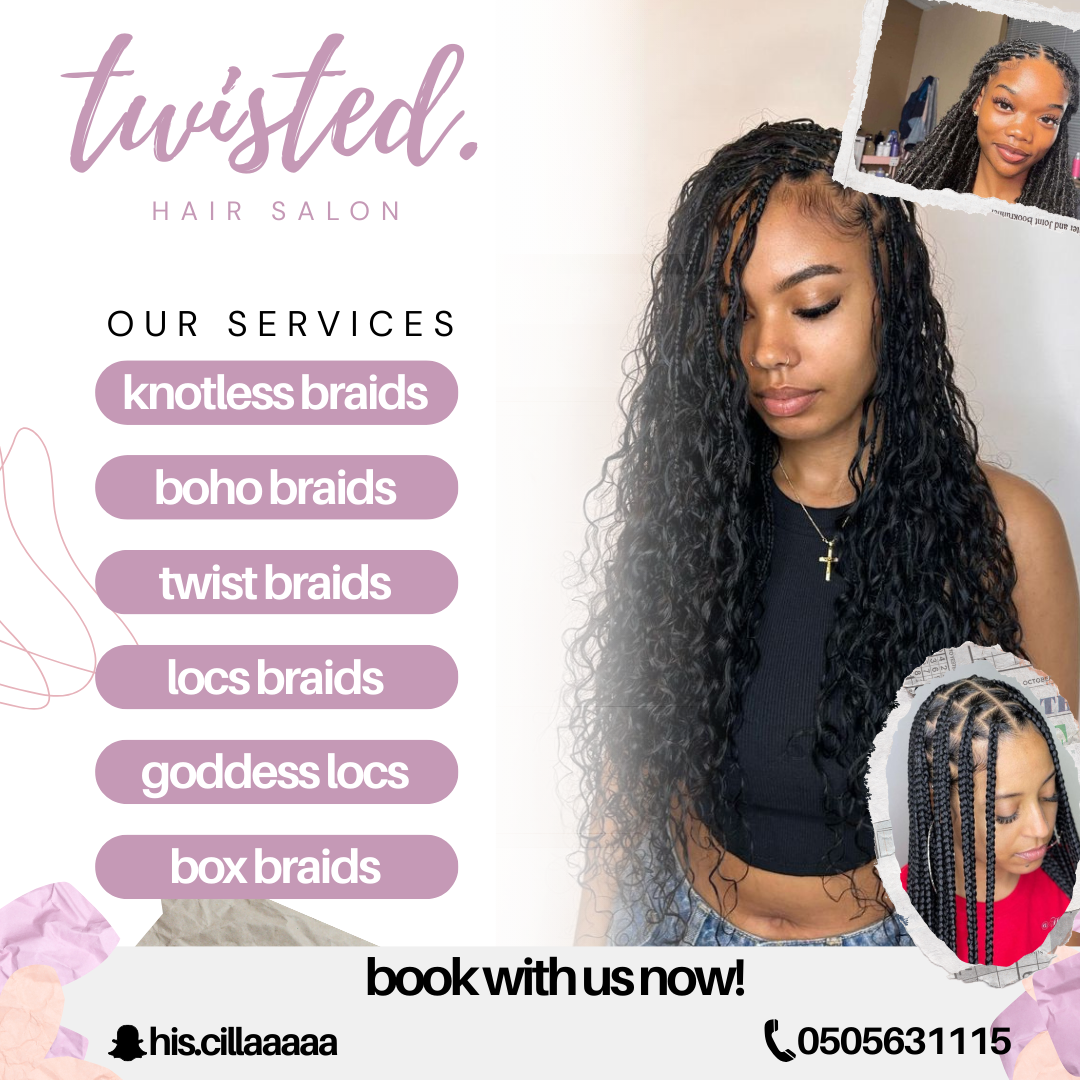 twisted.
HAIR SALON
OUR SERVICES
knotless braids
boho braids
twist braids
locs braids
goddess locs
box braids
book with us now!
his.cillaaaaa
0505631115
OCTOBER